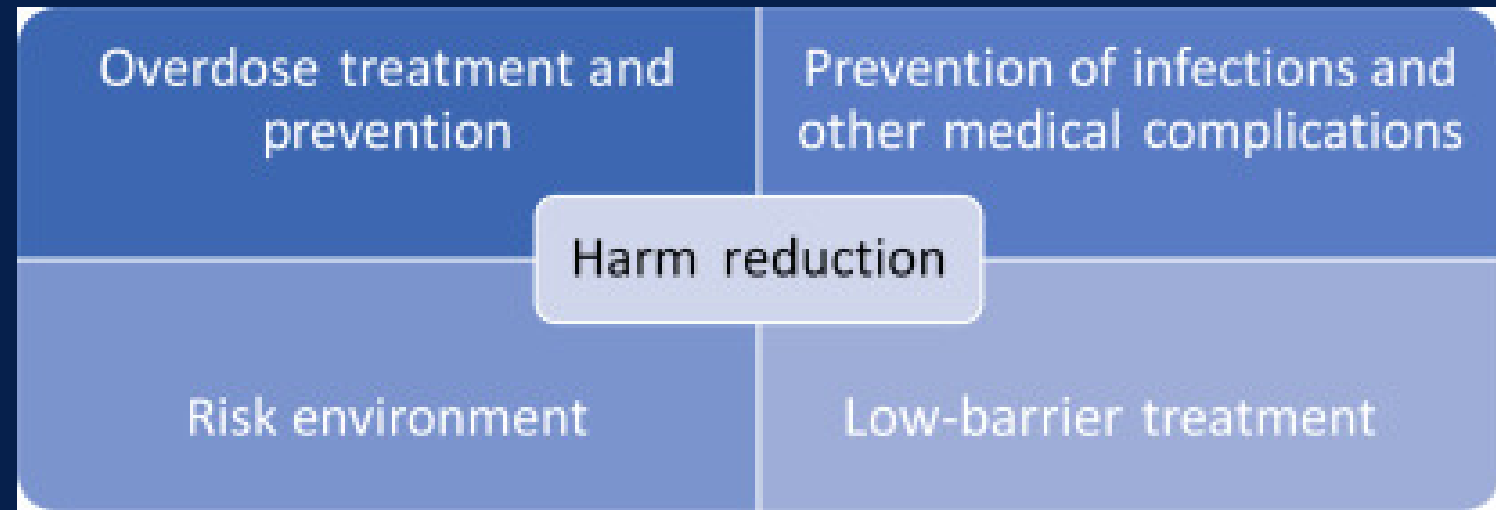 Overdose treatment and
prevention
Prevention of infections and
other medical complications
Harm reduction
Risk environment
Low-barrier treatment